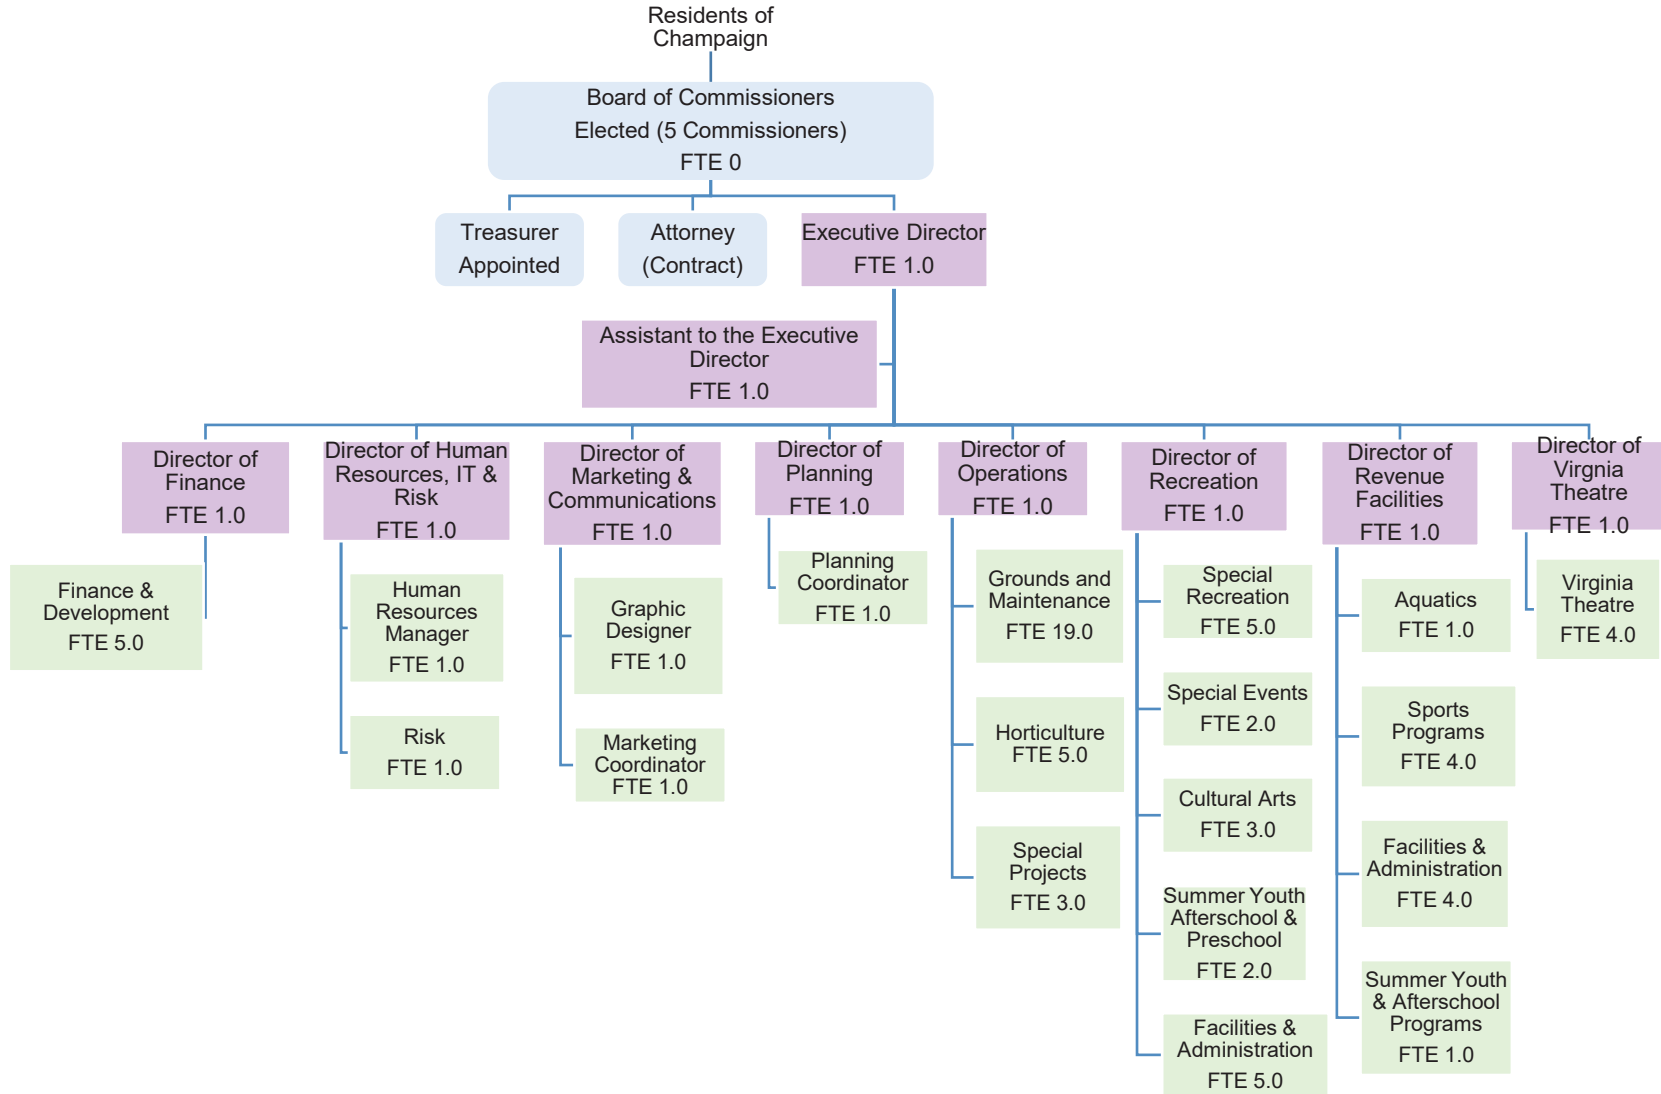 Residents of
Champaign
Board of Commissioners
Elected (5 Commissioners)
FTE 0
Treasurer
Appointed
Attorney
(Contract)
Executive Director
FTE 1.0
Assistant to the Executive
Director
FTE 1.0
Director of
Finance
FTE 1.0
Finance &
Development
FTE 5.0
Director of Human
Resources, IT &
Risk
FTE 1.0
Human
Resources
Manager
FTE 1.0
Risk
FTE 1.0
Director of
Marketing &
Communications
FTE 1.0
Graphic
Designer
FTE 1.0
Marketing
Coordinator
FTE 1.0
Director of
Planning
FTE 1.0
Planning
Coordinator
FTE 1.0
Director of
Operations
FTE 1.0
Grounds and
Maintenance
FTE 19.0
Horticulture
FTE 5.0
Special
Projects
FTE 3.0
Director of
Recreation
FTE 1.0
Special
Recreation
FTE 5.0
Special Events
FTE 2.0
Cultural Arts
FTE 3.0
Summer Youth
Afterschool &
Preschool
FTE 2.0
Facilities &
Administration
FTE 5.0
Director of
Revenue
Facilities
FTE 1.0
Aquatics
FTE 1.0
Sports
Programs
FTE 4.0
Facilities &
Administration
FTE 4.0
Summer Youth
& Afterschool
Programs
FTE 1.0
Director of
Virgnia
Theatre
FTE 1.0
Virginia
Theatre
FTE 4.0